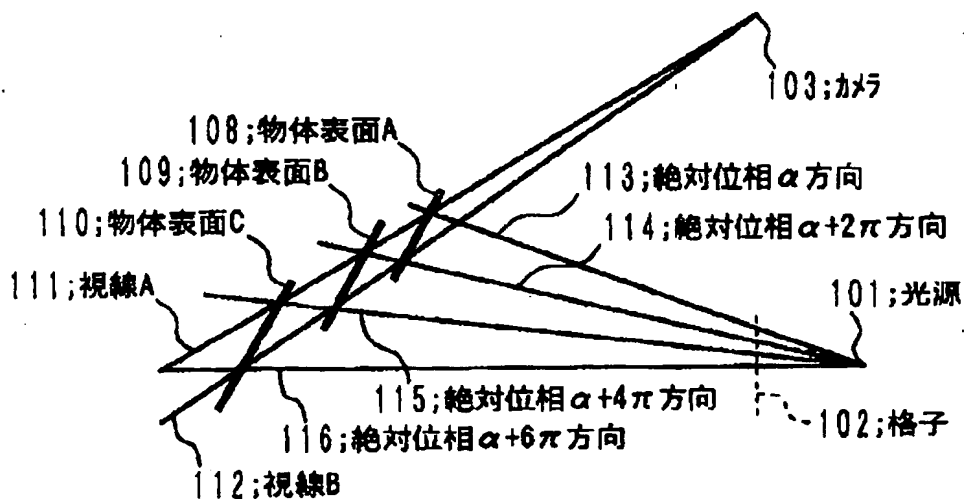 103;カメラ
108;物体表面A
109;物体表面B
113;絶対位相α方向
110;物体表面C
114;絶対位相α+2π方向
111;視線A
101;光源
115;絶対位相α+4π方向
116;絶対位相α+6π方向
102;格子
112;視線B